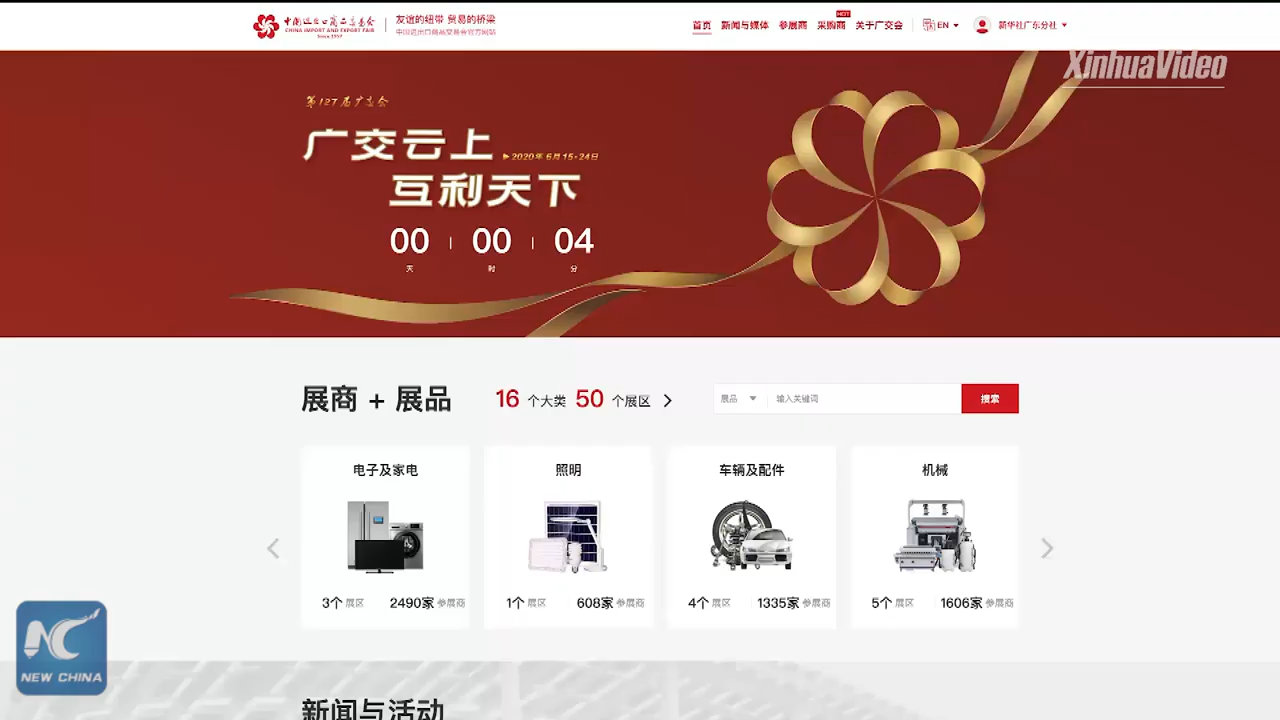 中国进出口商品交易会
CHINA IMPORT AND EXPORT FAIR
Since 1957
友谊的纽带 贸易的桥梁
中国进出口商品交易会官方网站
首页 新闻与媒体 参展商 采购商 HOT 关于广交会 EN 新华社广东分社
XinhuaVideo
第127届广交会
广交云上
2020年 6月 15-24日
互利天下
00 00 04
天 时 分
展商 + 展品 16 个大类 50 个展区
展品 输入关键词 搜索
电子及家电 照明 车辆及配件 机械
3个 展区 2490家 参展商 1个 展区 608家 参展商 4个 展区 1335家 参展商 5个 展区 1606家 参展商
NC
NEW CHINA
新闻与活动